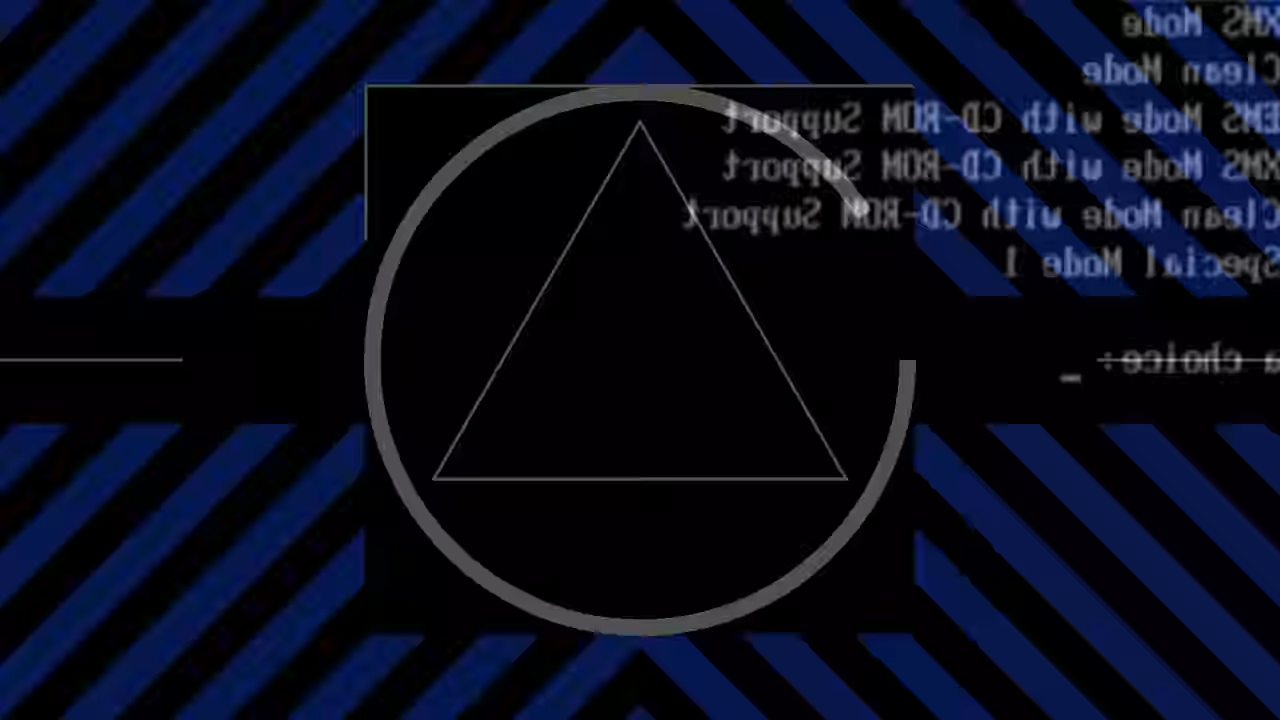 XMS Mode
Clean Mode
EMS Mode with CD-ROM Support
XMS Mode with CD-ROM Support
Clean Mode with CD-ROM Support
Special Mode 1
a choice: _